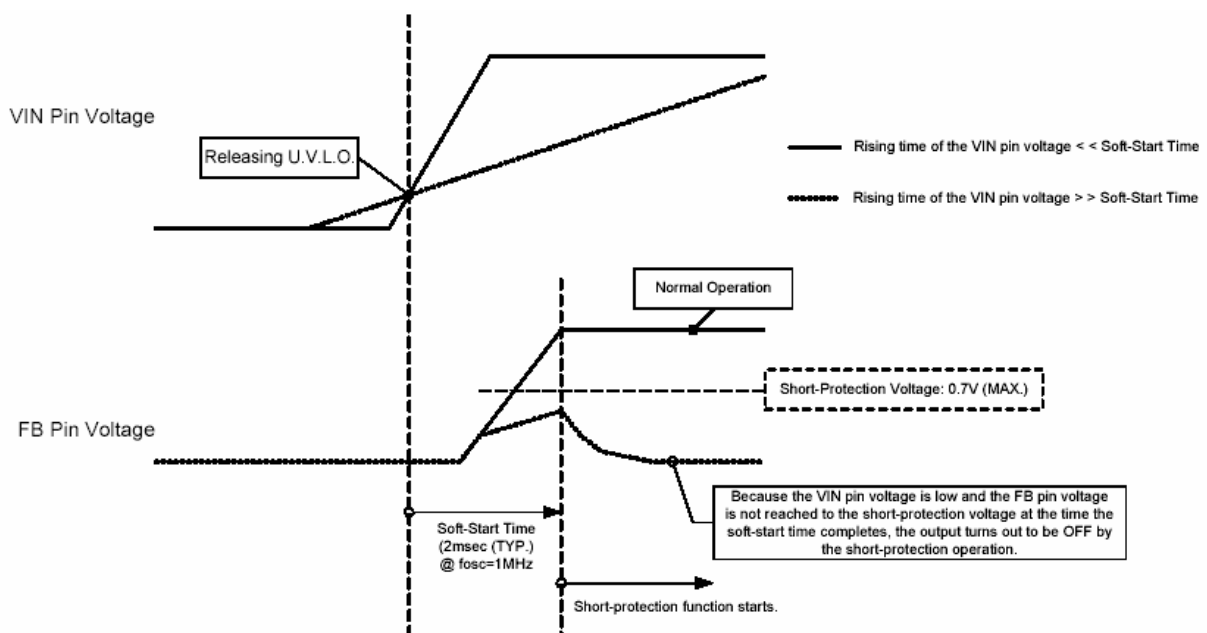 VIN Pin Voltage
Releasing U.V.L.O.
Rising time of the VIN pin voltage < < Soft-Start Time
Rising time of the VIN pin voltage > > Soft-Start Time
Normal Operation
Short-Protection Voltage: 0.7V (MAX.)
FB Pin Voltage
Because the VIN pin voltage is low and the FB pin voltage
is not reached to the short-protection voltage at the time the
soft-start time completes, the output turns out to be OFF by
the short-protection operation.
Soft-Start Time
(2msec (TYP.)
@ fosc=1MHz
Short-protection function starts.